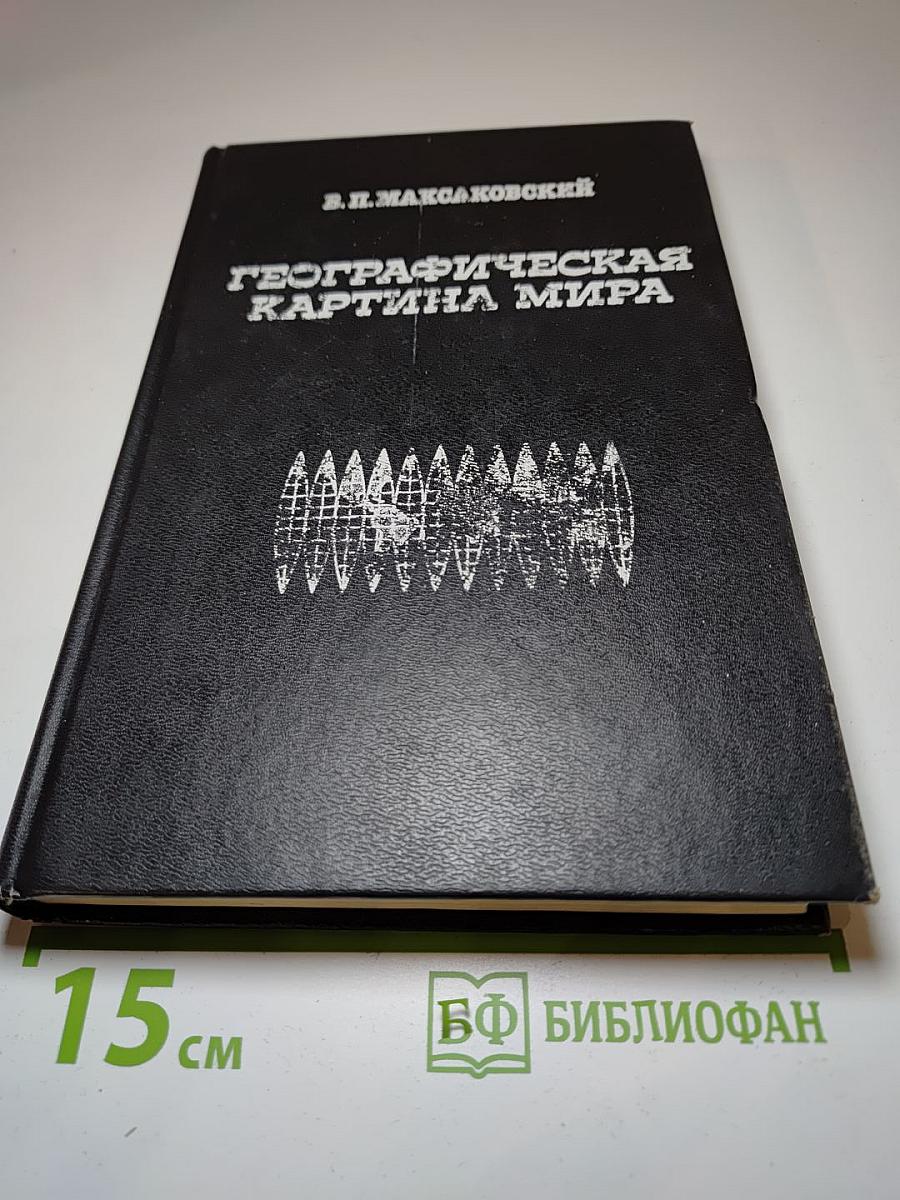 В.П. МАКСАКОВСКИЙ
ГЕОГРАФИЧЕСКАЯ
КАРТИНА МИРА
15 см
БФ БИБЛИОФАН